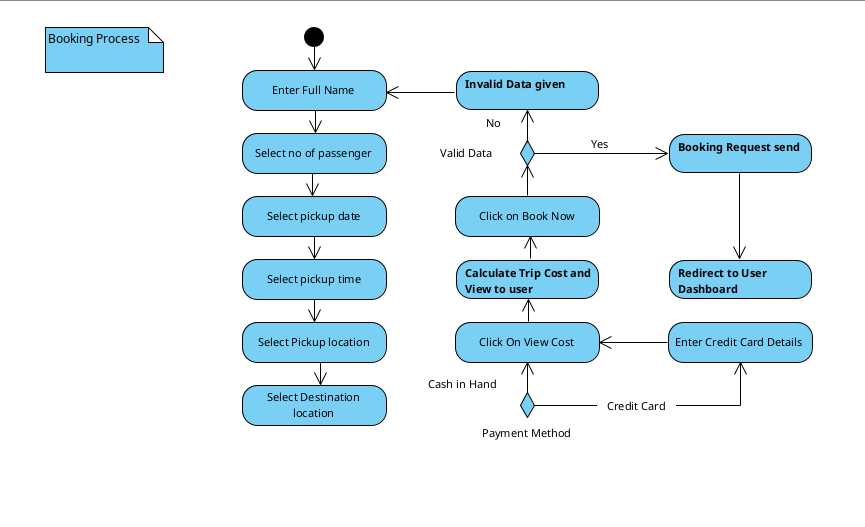 Booking Process
Enter Full Name
Select no of passenger
Select pickup date
Select pickup time
Select Pickup location
Select Destination
location
Invalid Data given
No
Valid Data
Yes
Booking Request send
Click on Book Now
Calculate Trip Cost and
View to user
Redirect to User
Dashboard
Click On View Cost
Enter Credit Card Details
Cash in Hand
Credit Card
Payment Method